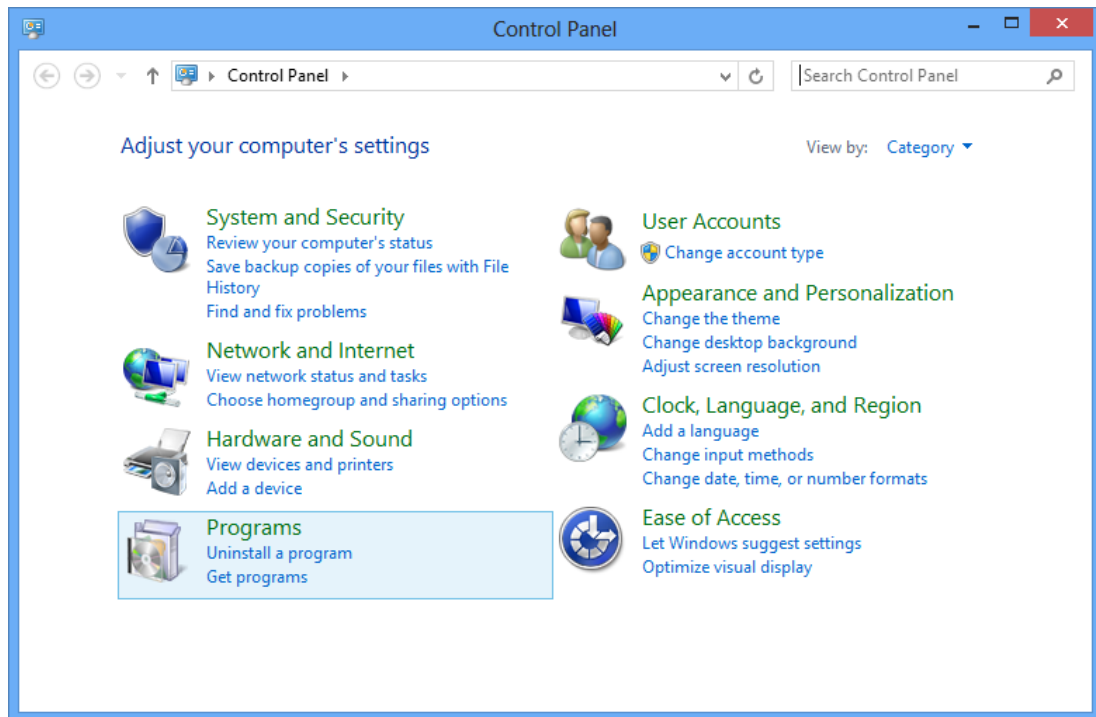 Control Panel
Control Panel
Search Control Panel
Adjust your computer's settings
View by: Category
System and Security
Review your computer's status
Save backup copies of your files with File
History
Find and fix problems
Network and Internet
View network status and tasks
Choose homegroup and sharing options
Hardware and Sound
View devices and printers
Add a device
Programs
Uninstall a program
Get programs
User Accounts
Change account type
Appearance and Personalization
Change the theme
Change desktop background
Adjust screen resolution
Clock, Language, and Region
Add a language
Change input methods
Change date, time, or number formats
Ease of Access
Let Windows suggest settings
Optimize visual display